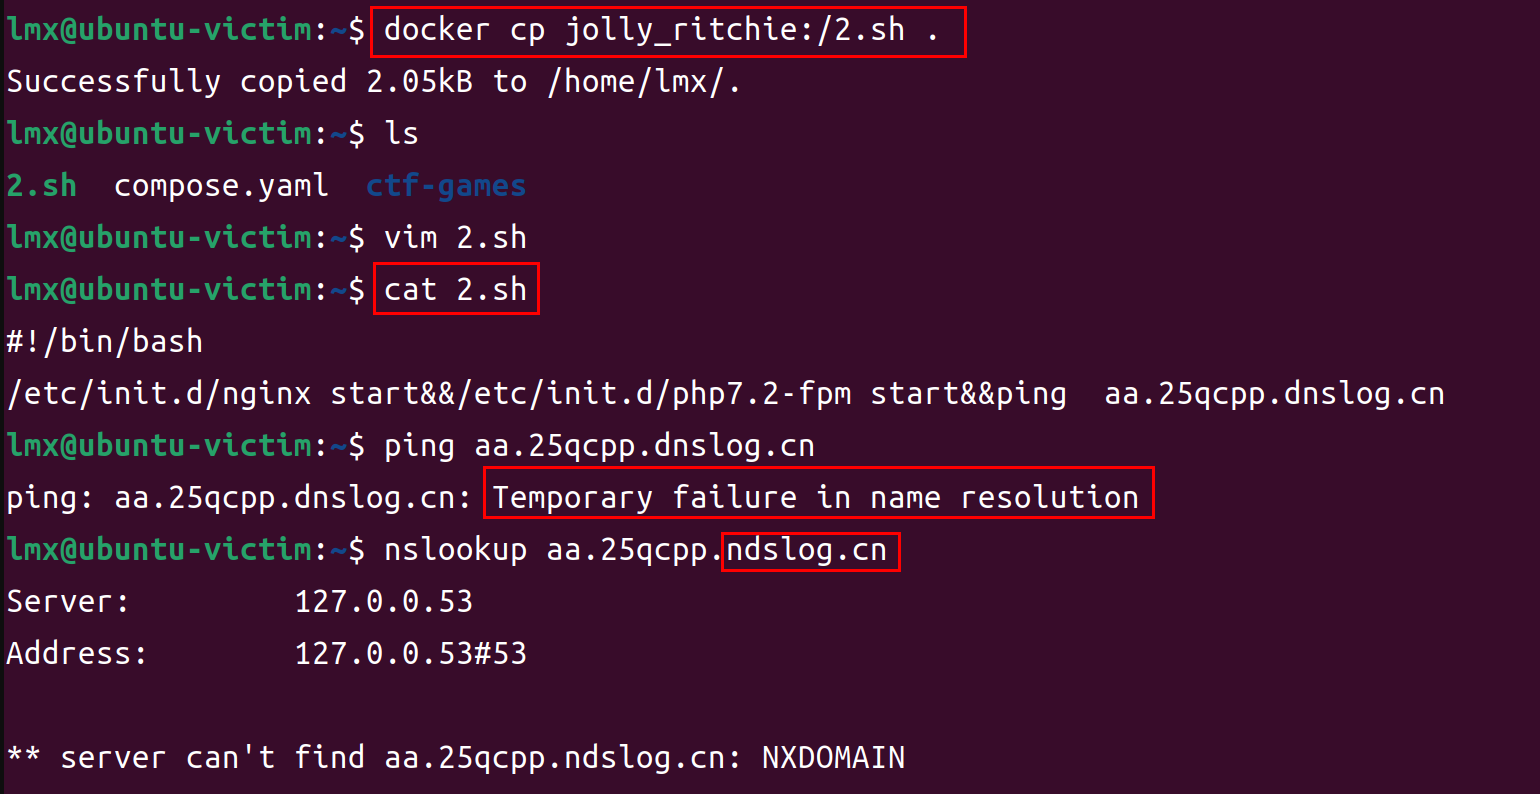 lmx@ubuntu-victim:~$ docker cp jolly_ritchie:/2.sh .
Successfully copied 2.05kB to /home/lmx/.
lmx@ubuntu-victim:~$ ls
2.sh  compose.yaml  ctf-games
lmx@ubuntu-victim:~$ vim 2.sh
lmx@ubuntu-victim:~$ cat 2.sh
#!/bin/bash
/etc/init.d/nginx start&&/etc/init.d/php7.2-fpm start&&ping  aa.25qcpp.dnslog.cn
lmx@ubuntu-victim:~$ ping aa.25qcpp.dnslog.cn
ping: aa.25qcpp.dnslog.cn: Temporary failure in name resolution
lmx@ubuntu-victim:~$ nslookup aa.25qcpp.ndslog.cn
Server:         127.0.0.53
Address:        127.0.0.53#53
** server can't find aa.25qcpp.ndslog.cn: NXDOMAIN